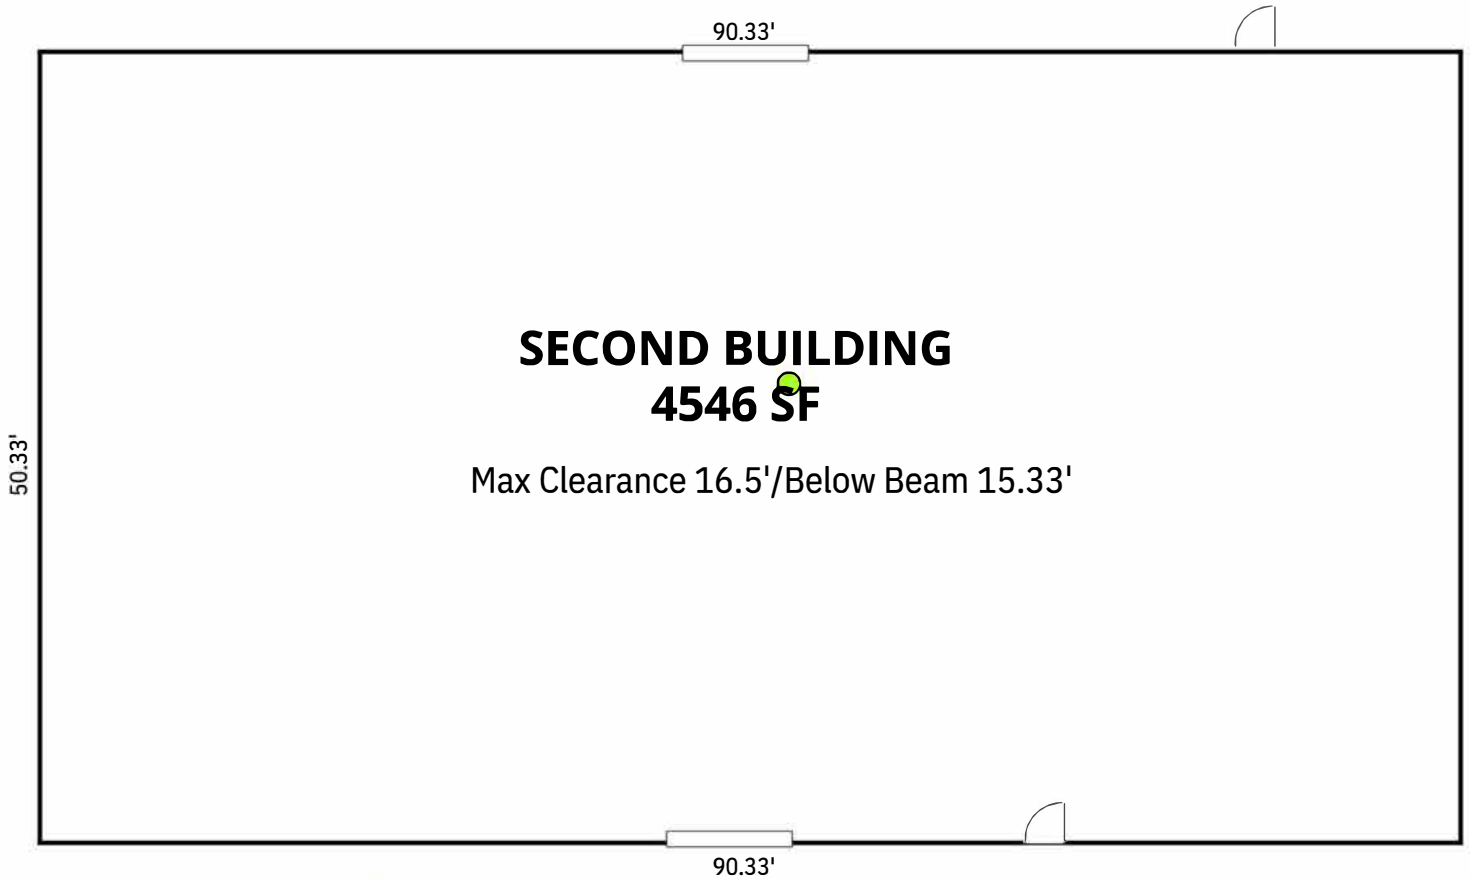 90.33'
SECOND BUILDING
4546 SF
50.33'
Max Clearance 16.5'/Below Beam 15.33'
90.33'